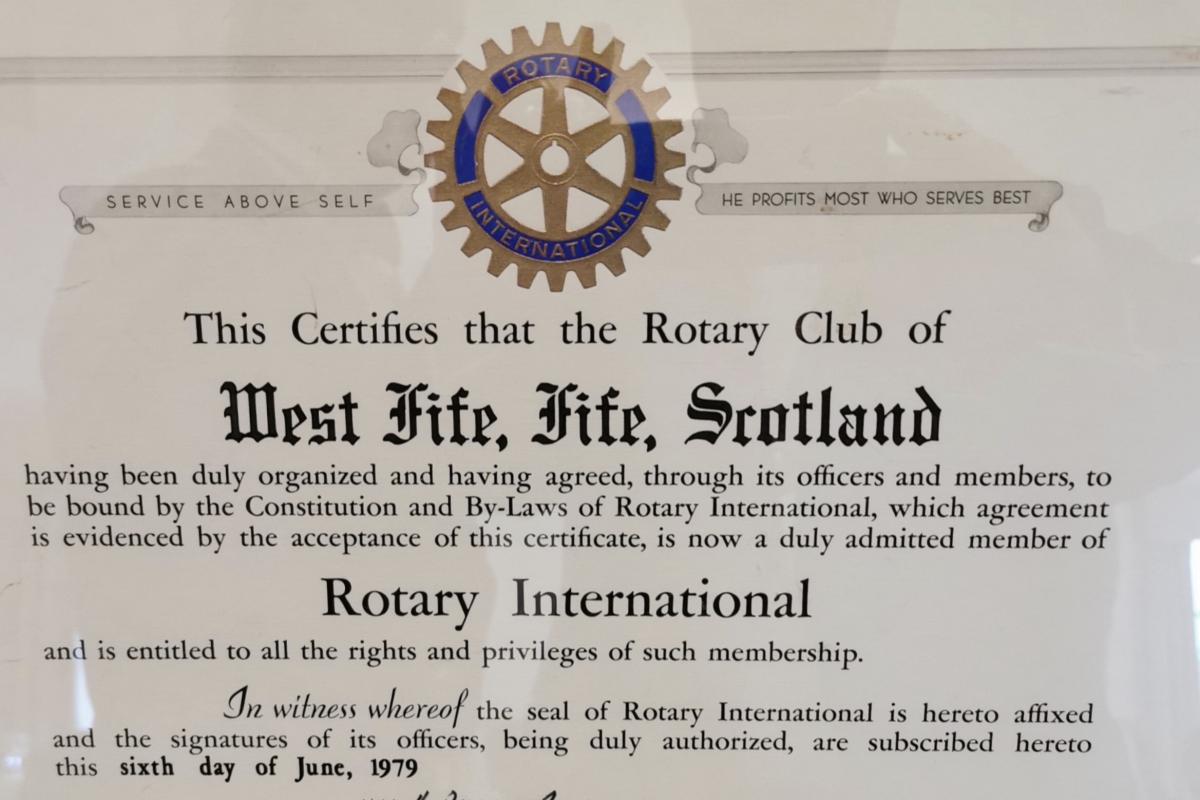 ROTARY
INTERNATIONAL
SERVICE ABOVE SELF
HE PROFITS MOST WHO SERVES BEST
This Certifies that the Rotary Club of
West Fife, Fife, Scotland
having been duly organized and having agreed, through its officers and members, to
be bound by the Constitution and By-Laws of Rotary International, which agreement
is evidenced by the acceptance of this certificate, is now a duly admitted member of
Rotary International
and is entitled to all the rights and privileges of such membership.
In witness whereof the seal of Rotary International is hereto affixed
and the signatures of its officers, being duly authorized, are subscribed hereto
this sixth day of June, 1979